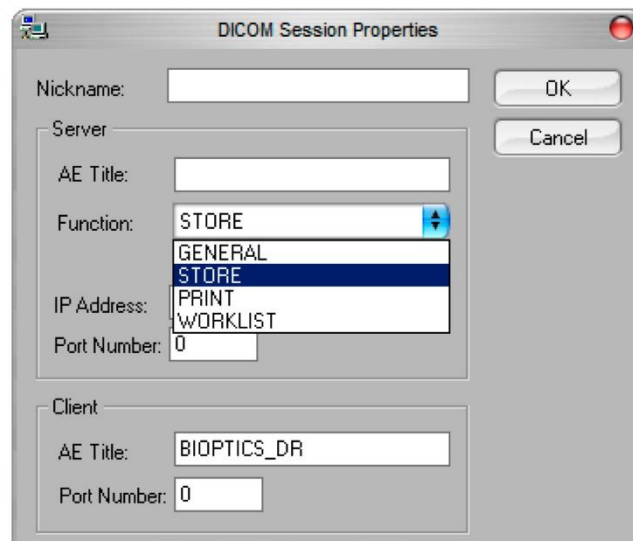 DICOM Session Properties
Nickname:
OK
Server
Cancel
AE Title:
Function: STORE
GENERAL
STORE
PRINT
WORKLIST
IP Address:
Port Number: 0
Client
AE Title: BIOPTICS_DR
Port Number: 0